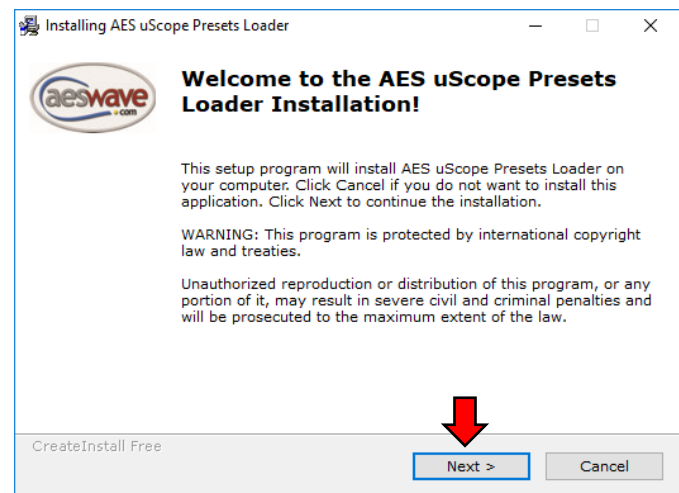 Installing AES uScope Presets Loader
aeswave
.com
Welcome to the AES uScope Presets
Loader Installation!
This setup program will install AES uScope Presets Loader on
your computer. Click Cancel if you do not want to install this
application. Click Next to continue the installation.
WARNING: This program is protected by international copyright
law and treaties.
Unauthorized reproduction or distribution of this program, or any
portion of it, may result in severe civil and criminal penalties and
will be prosecuted to the maximum extent of the law.
CreateInstall Free
Next >
Cancel